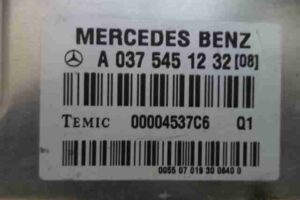 MERCEDES BENZ
A 037 545 12 32 [08]
TEMIC 00004537C6 Q1
0055 07 019 30 0640 0